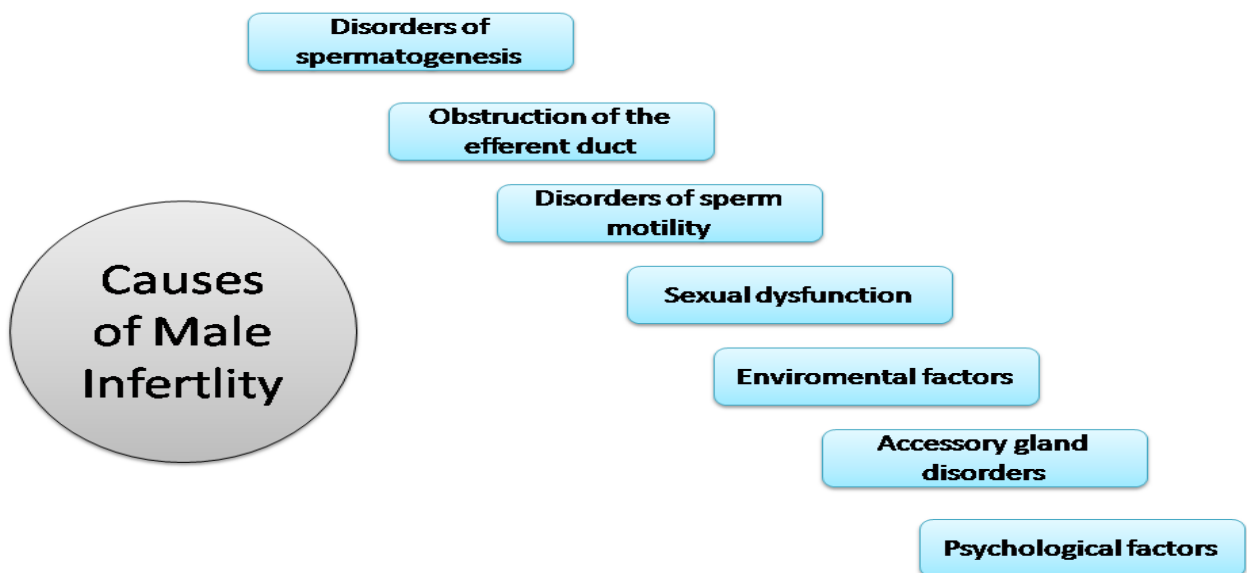 Disorders of
spermatogenesis
Obstruction of the
efferent duct
Disorders of sperm
motility
Causes
of Male
Infertlity
Sexual dysfunction
Enviromental factors
Accessory gland
disorders
Psychological factors